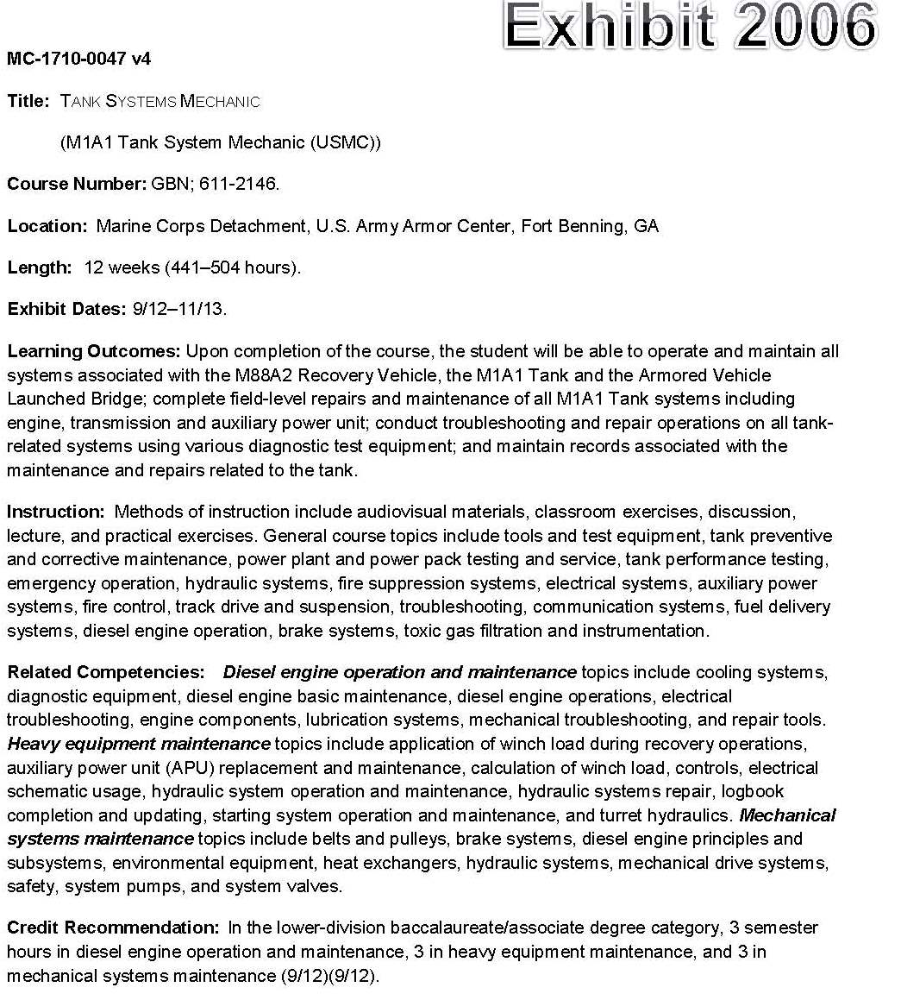 Exhibit 2006
MC-1710-0047 v4
Title: TANK SYSTEMS MECHANIC
(M1A1 Tank System Mechanic (USMC))
Course Number: GBN; 611-2146.
Location: Marine Corps Detachment, U.S. Army Armor Center, Fort Benning, GA
Length: 12 weeks (441–504 hours).
Exhibit Dates: 9/12–11/13.
Learning Outcomes: Upon completion of the course, the student will be able to operate and maintain all
systems associated with the M88A2 Recovery Vehicle, the M1A1 Tank and the Armored Vehicle
Launched Bridge; complete field-level repairs and maintenance of all M1A1 Tank systems including
engine, transmission and auxiliary power unit; conduct troubleshooting and repair operations on all tank-
related systems using various diagnostic test equipment; and maintain records associated with the
maintenance and repairs related to the tank.
Instruction: Methods of instruction include audiovisual materials, classroom exercises, discussion,
lecture, and practical exercises. General course topics include tools and test equipment, tank preventive
and corrective maintenance, power plant and power pack testing and service, tank performance testing,
emergency operation, hydraulic systems, fire suppression systems, electrical systems, auxiliary power
systems, fire control, track drive and suspension, troubleshooting, communication systems, fuel delivery
systems, diesel engine operation, brake systems, toxic gas filtration and instrumentation.
Related Competencies: Diesel engine operation and maintenance topics include cooling systems,
diagnostic equipment, diesel engine basic maintenance, diesel engine operations, electrical
troubleshooting, engine components, lubrication systems, mechanical troubleshooting, and repair tools.
Heavy equipment maintenance topics include application of winch load during recovery operations,
auxiliary power unit (APU) replacement and maintenance, calculation of winch load, controls, electrical
schematic usage, hydraulic system operation and maintenance, hydraulic systems repair, logbook
completion and updating, starting system operation and maintenance, and turret hydraulics. Mechanical
systems maintenance topics include belts and pulleys, brake systems, diesel engine principles and
subsystems, environmental equipment, heat exchangers, hydraulic systems, mechanical drive systems,
safety, system pumps, and system valves.
Credit Recommendation: In the lower-division baccalaureate/associate degree category, 3 semester
hours in diesel engine operation and maintenance, 3 in heavy equipment maintenance, and 3 in
mechanical systems maintenance (9/12)(9/12).